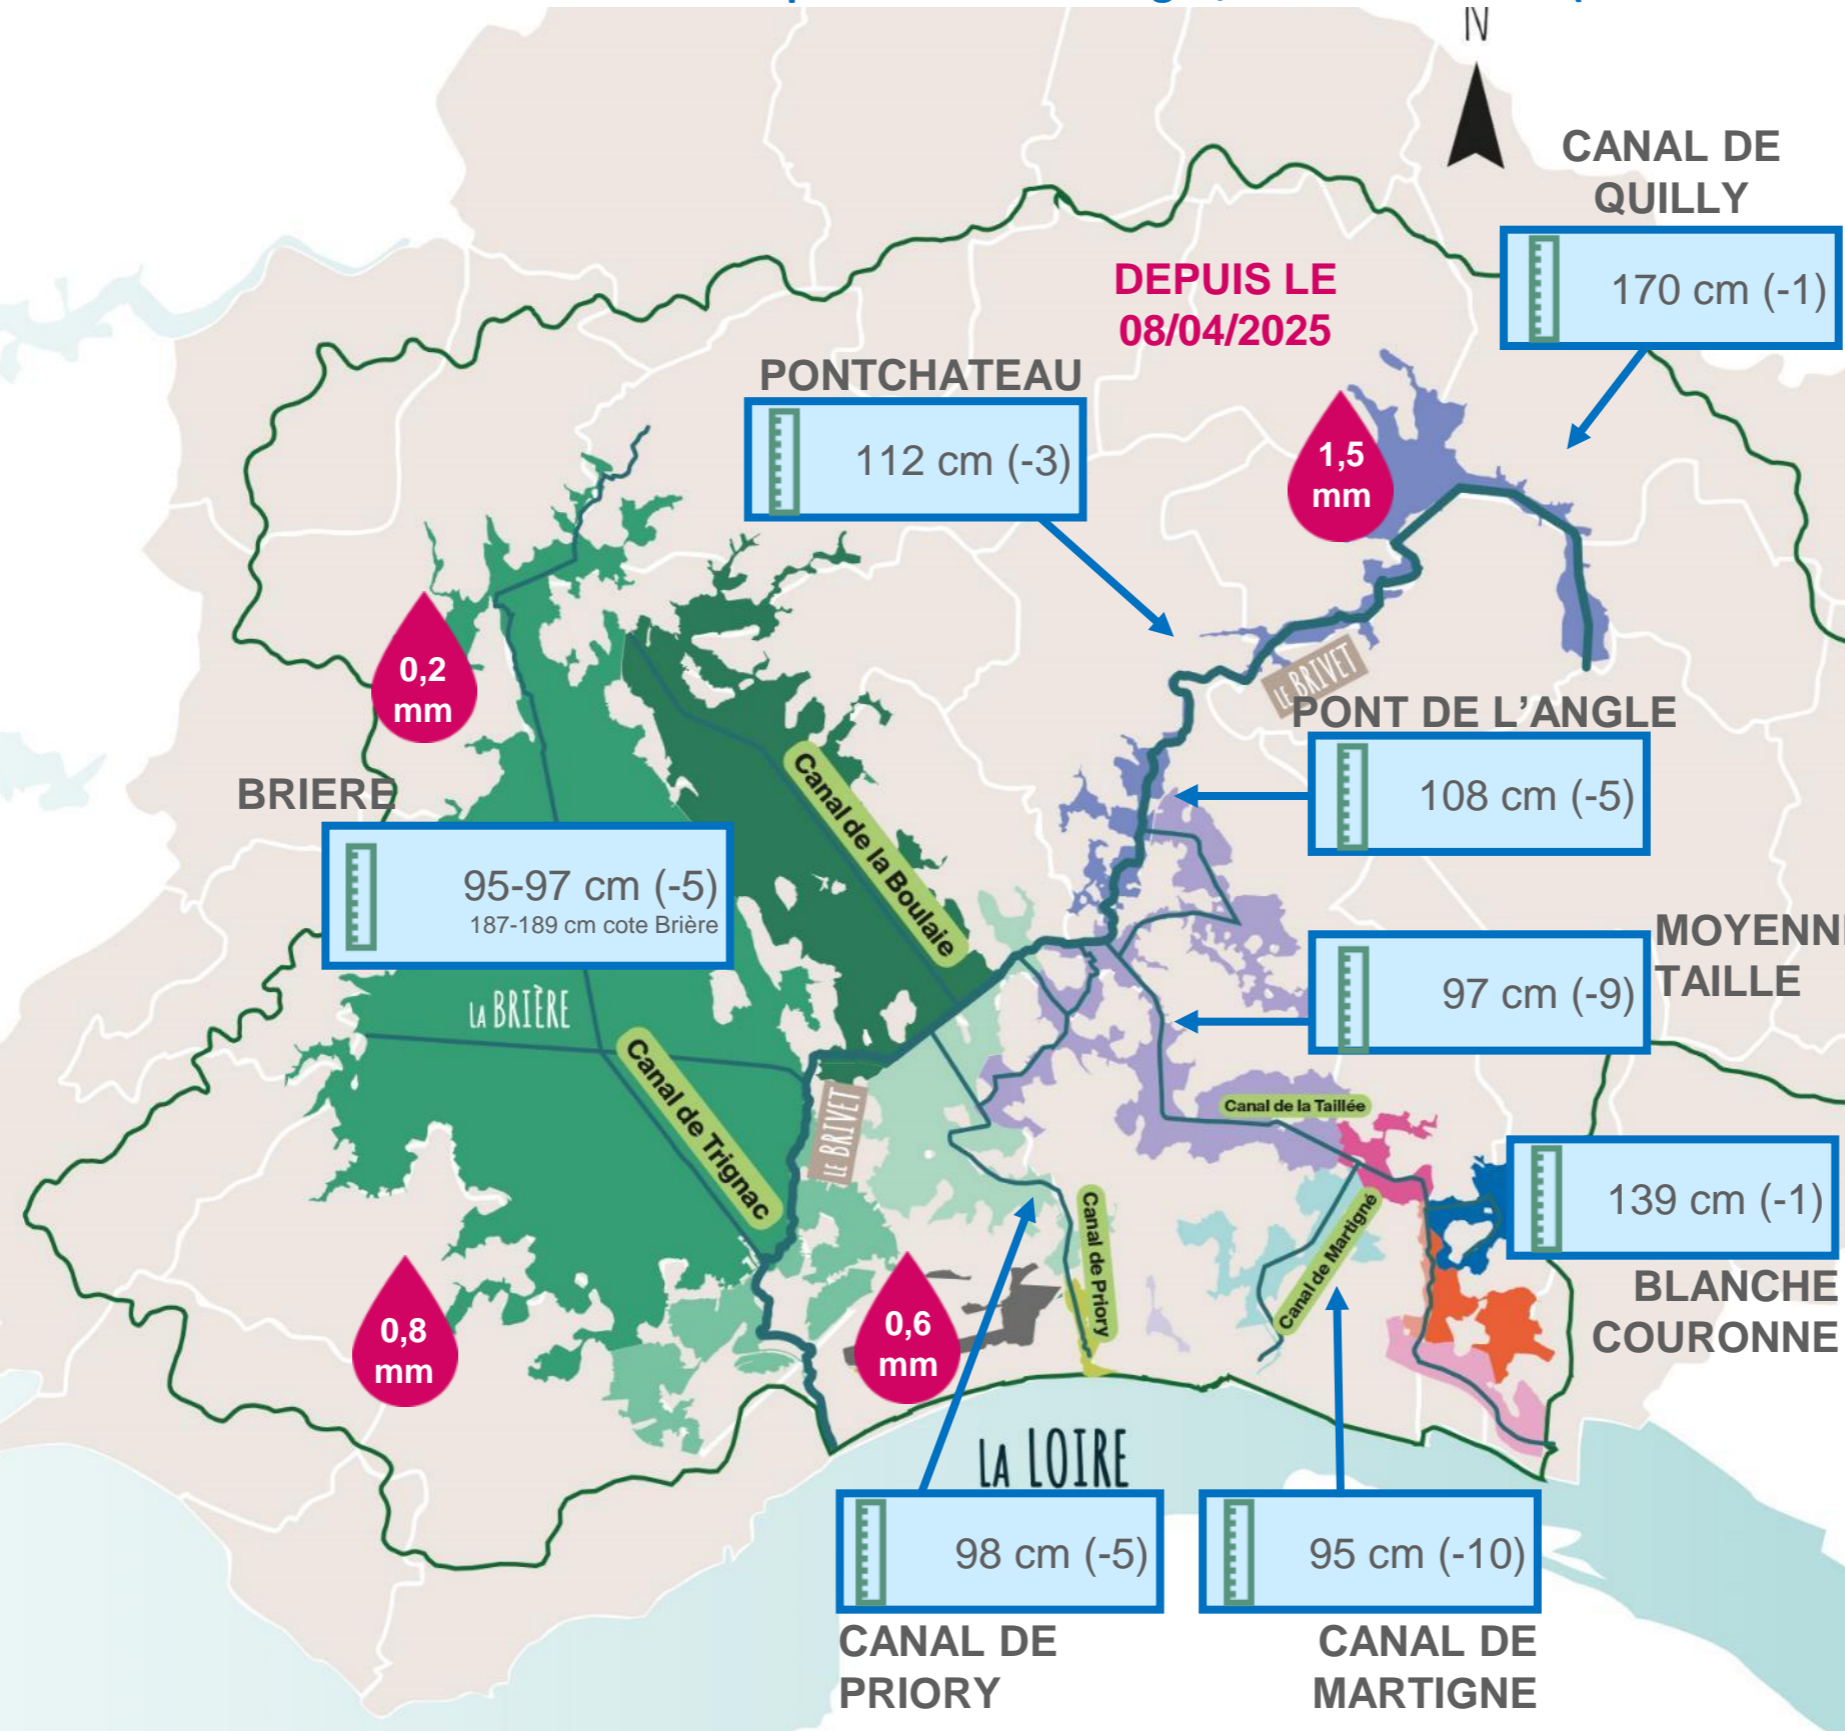 N
CANAL DE
QUILLY
170 cm (-1)
DEPUIS LE
08/04/2025
PONTCHATEAU
112 cm (-3)
1,5
mm
0,2
mm
LE BRIVET
PONT DE L'ANGLE
108 cm (-5)
BRIERE
95-97 cm (-5)
187-189 cm cote Brière
Canal de la Boulaie
MOYENN
TAILLE
97 cm (-9)
LA BRIÈRE
Canal de Trignac
LE BRIVET
Canal de la Taillée
139 cm (-1)
BLANCHE
COURONNE
Canal de Priory
Canal de Martigné
0,8
mm
0,6
mm
LA LOIRE
98 cm (-5)
CANAL DE
PRIORY
95 cm (-10)
CANAL DE
MARTIGNE